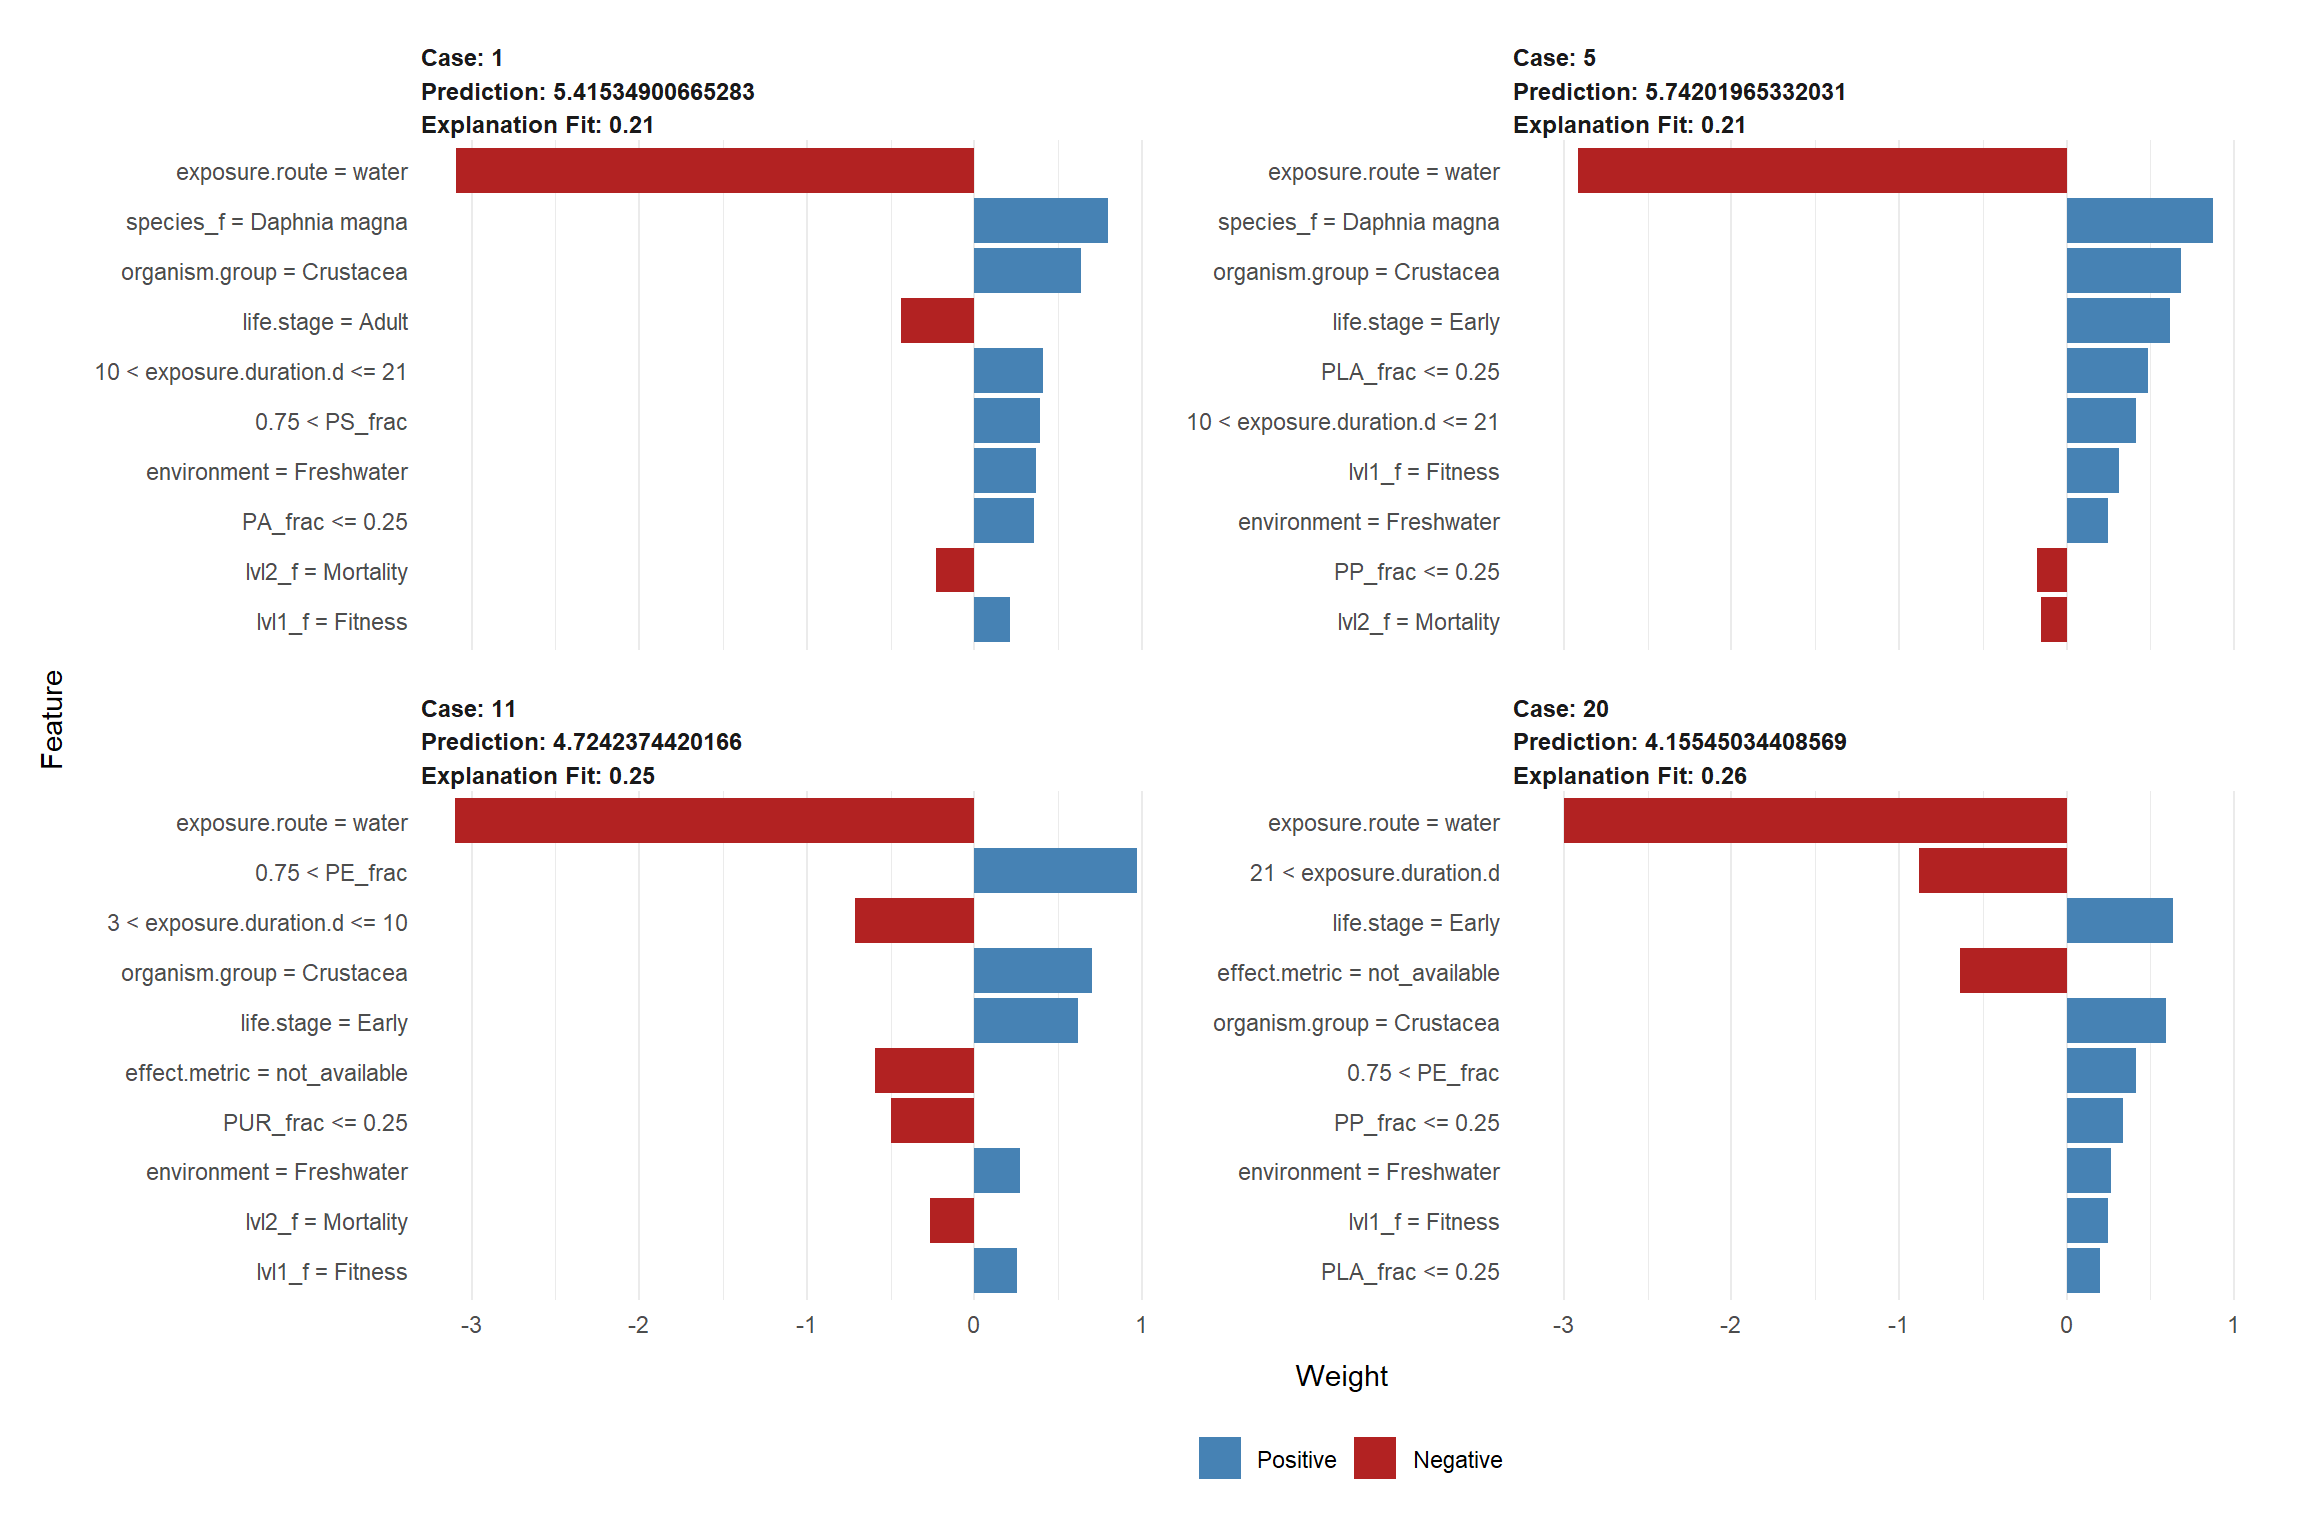 Case: 1
Prediction: 5.41534900665283
Explanation Fit: 0.21
exposure.route = water
species_f = Daphnia magna
organism.group = Crustacea
life.stage = Adult
10 < exposure.duration.d <= 21
0.75 < PS_frac
environment = Freshwater
PA_frac <= 0.25
lvl2_f = Mortality
lvl1_f = Fitness
Case: 5
Prediction: 5.74201965332031
Explanation Fit: 0.21
exposure.route = water
species_f = Daphnia magna
organism.group = Crustacea
life.stage = Early
PLA_frac <= 0.25
10 < exposure.duration.d <= 21
lvl1_f = Fitness
environment = Freshwater
PP_frac <= 0.25
lvl2_f = Mortality
Feature
Case: 11
Prediction: 4.7242374420166
Explanation Fit: 0.25
exposure.route = water
0.75 < PE_frac
3 < exposure.duration.d <= 10
organism.group = Crustacea
life.stage = Early
effect.metric = not_available
PUR_frac <= 0.25
environment = Freshwater
lvl2_f = Mortality
lvl1_f = Fitness
-3 -2 -1 0 1
Case: 20
Prediction: 4.15545034408569
Explanation Fit: 0.26
exposure.route = water
21 < exposure.duration.d
life.stage = Early
effect.metric = not_available
organism.group = Crustacea
0.75 < PE_frac
PP_frac <= 0.25
environment = Freshwater
lvl1_f = Fitness
PLA_frac <= 0.25
-3 -2 -1 0 1
Weight
Positive Negative